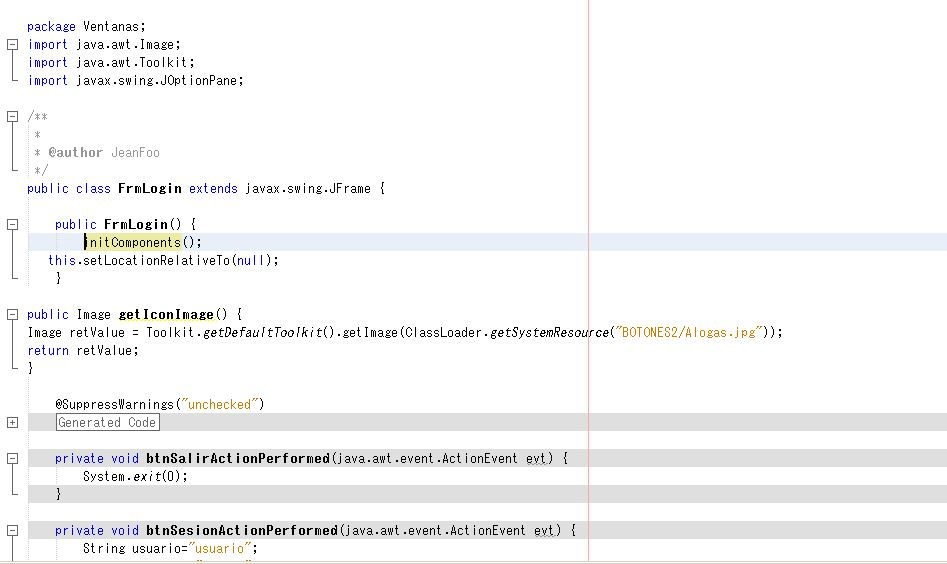 package Ventanas;
import java.awt.Image;
import java.awt.Toolkit;
import javax.swing.JOptionPane;
/**
*
* @author JeanFoo
*/
public class FrmLogin extends javax.swing.JFrame {
public FrmLogin() {
initComponents();
this.setLocationRelativeTo(null);
}
public Image getIconImage() {
Image retValue = Toolkit.getDefaultToolkit().getImage(ClassLoader.getSystemResource("BOTONES2/Alogas.jpg"));
return retValue;
}
@SuppressWarnings("unchecked")
Generated Code
private void btnSalirActionPerformed(java.awt.event.ActionEvent evt) {
System.exit(0);
}
private void btnSesionActionPerformed(java.awt.event.ActionEvent evt) {
String usuario="usuario";